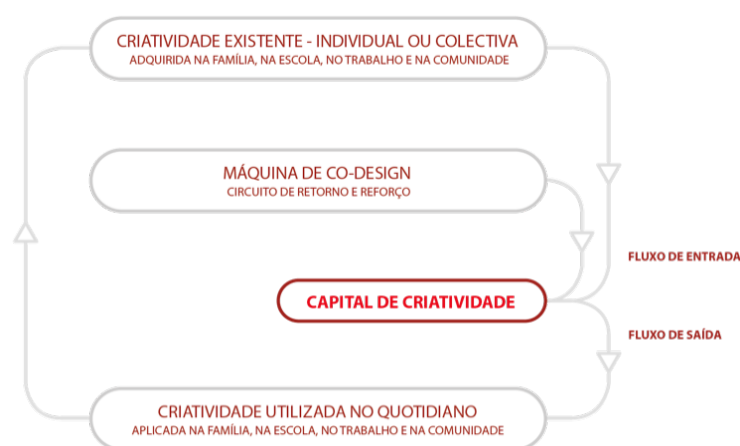 CRIATIVIDADE EXISTENTE - INDIVIDUAL OU COLECTIVA
ADQUIRIDA NA FAMÍLIA, NA ESCOLA, NO TRABALHO E NA COMUNIDADE
MÁQUINA DE CO-DESIGN
CIRCUITO DE RETORNO E REFORÇO
FLUXO DE ENTRADA
CAPITAL DE CRIATIVIDADE
FLUXO DE SAÍDA
CRIATIVIDADE UTILIZADA NO QUOTIDIANO
APLICADA NA FAMÍLIA, NA ESCOLA, NO TRABALHO E NA COMUNIDADE